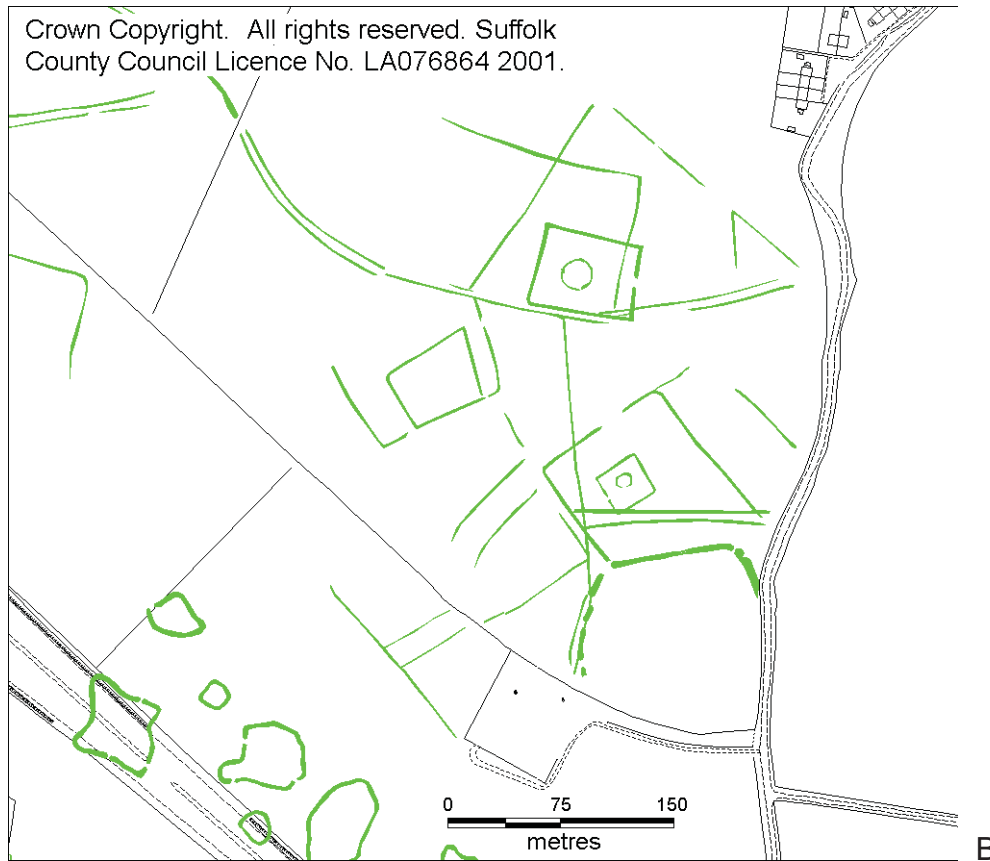 Crown Copyright. All rights reserved. Suffolk
County Council Licence No. LA076864 2001.
0 75 150
metres
B